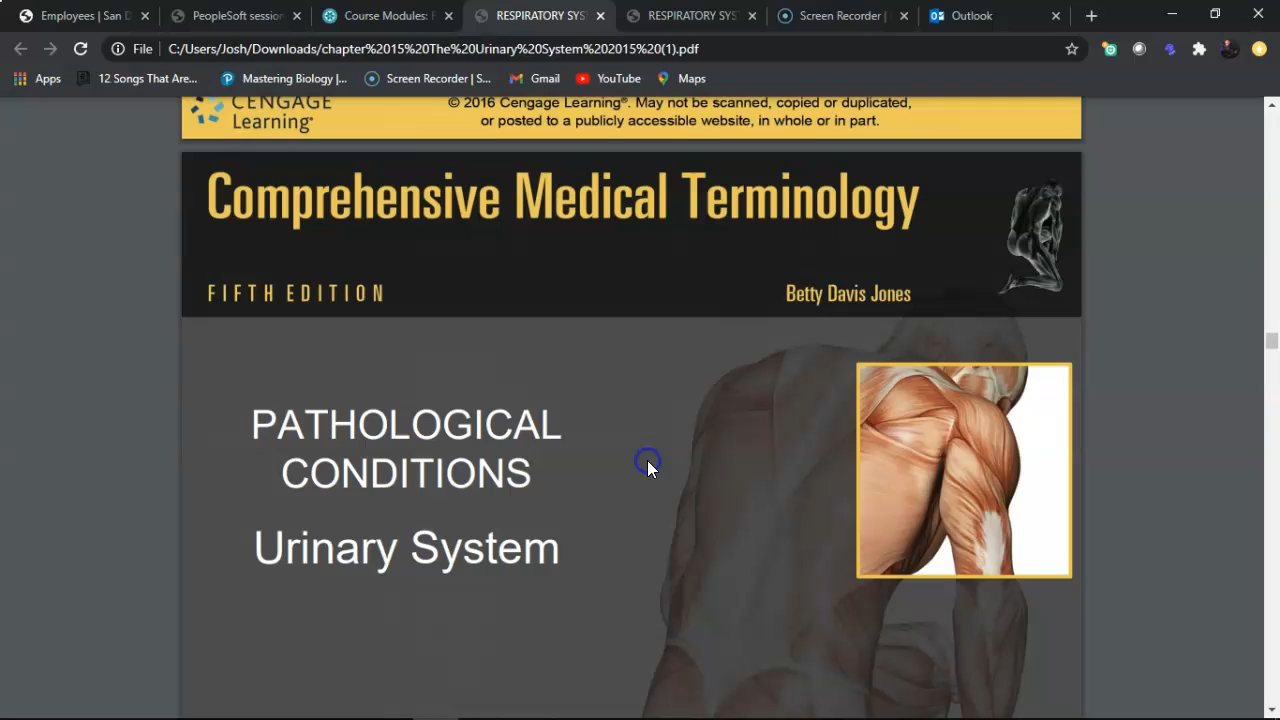 Employees | San D
PeopleSoft session
Course Modules: F
RESPIRATORY SYS
RESPIRATORY SYS
Screen Recorder |
Outlook
File
C:/Users/Josh/Downloads/chapter%2015%20The%20Urinary%20System%202015%20(1).pdf
Apps
12 Songs That Are...
Mastering Biology |...
Screen Recorder | S...
Gmail
YouTube
Maps
CENGAGE
Learning®
© 2016 Cengage Learning®. May not be scanned, copied or duplicated,
or posted to a publicly accessible website, in whole or in part.
Comprehensive Medical Terminology
FIFTH EDITION
Betty Davis Jones
PATHOLOGICAL
CONDITIONS
Urinary System